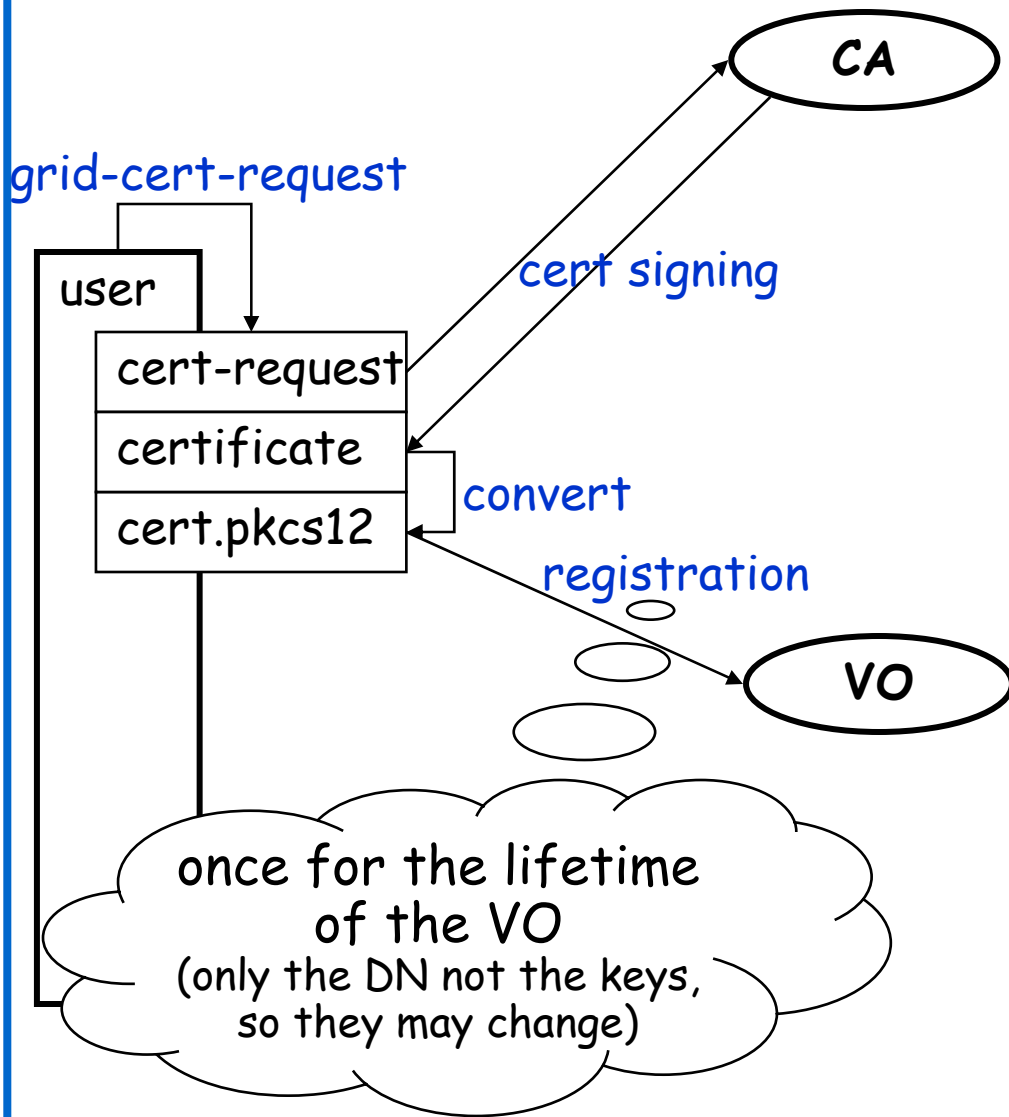 CA
grid-cert-request
cert signing
user
cert-request
certificate
convert
cert.pkcs12
registration
VO
once for the lifetime
of the VO
(only the DN not the keys,
so they may change)